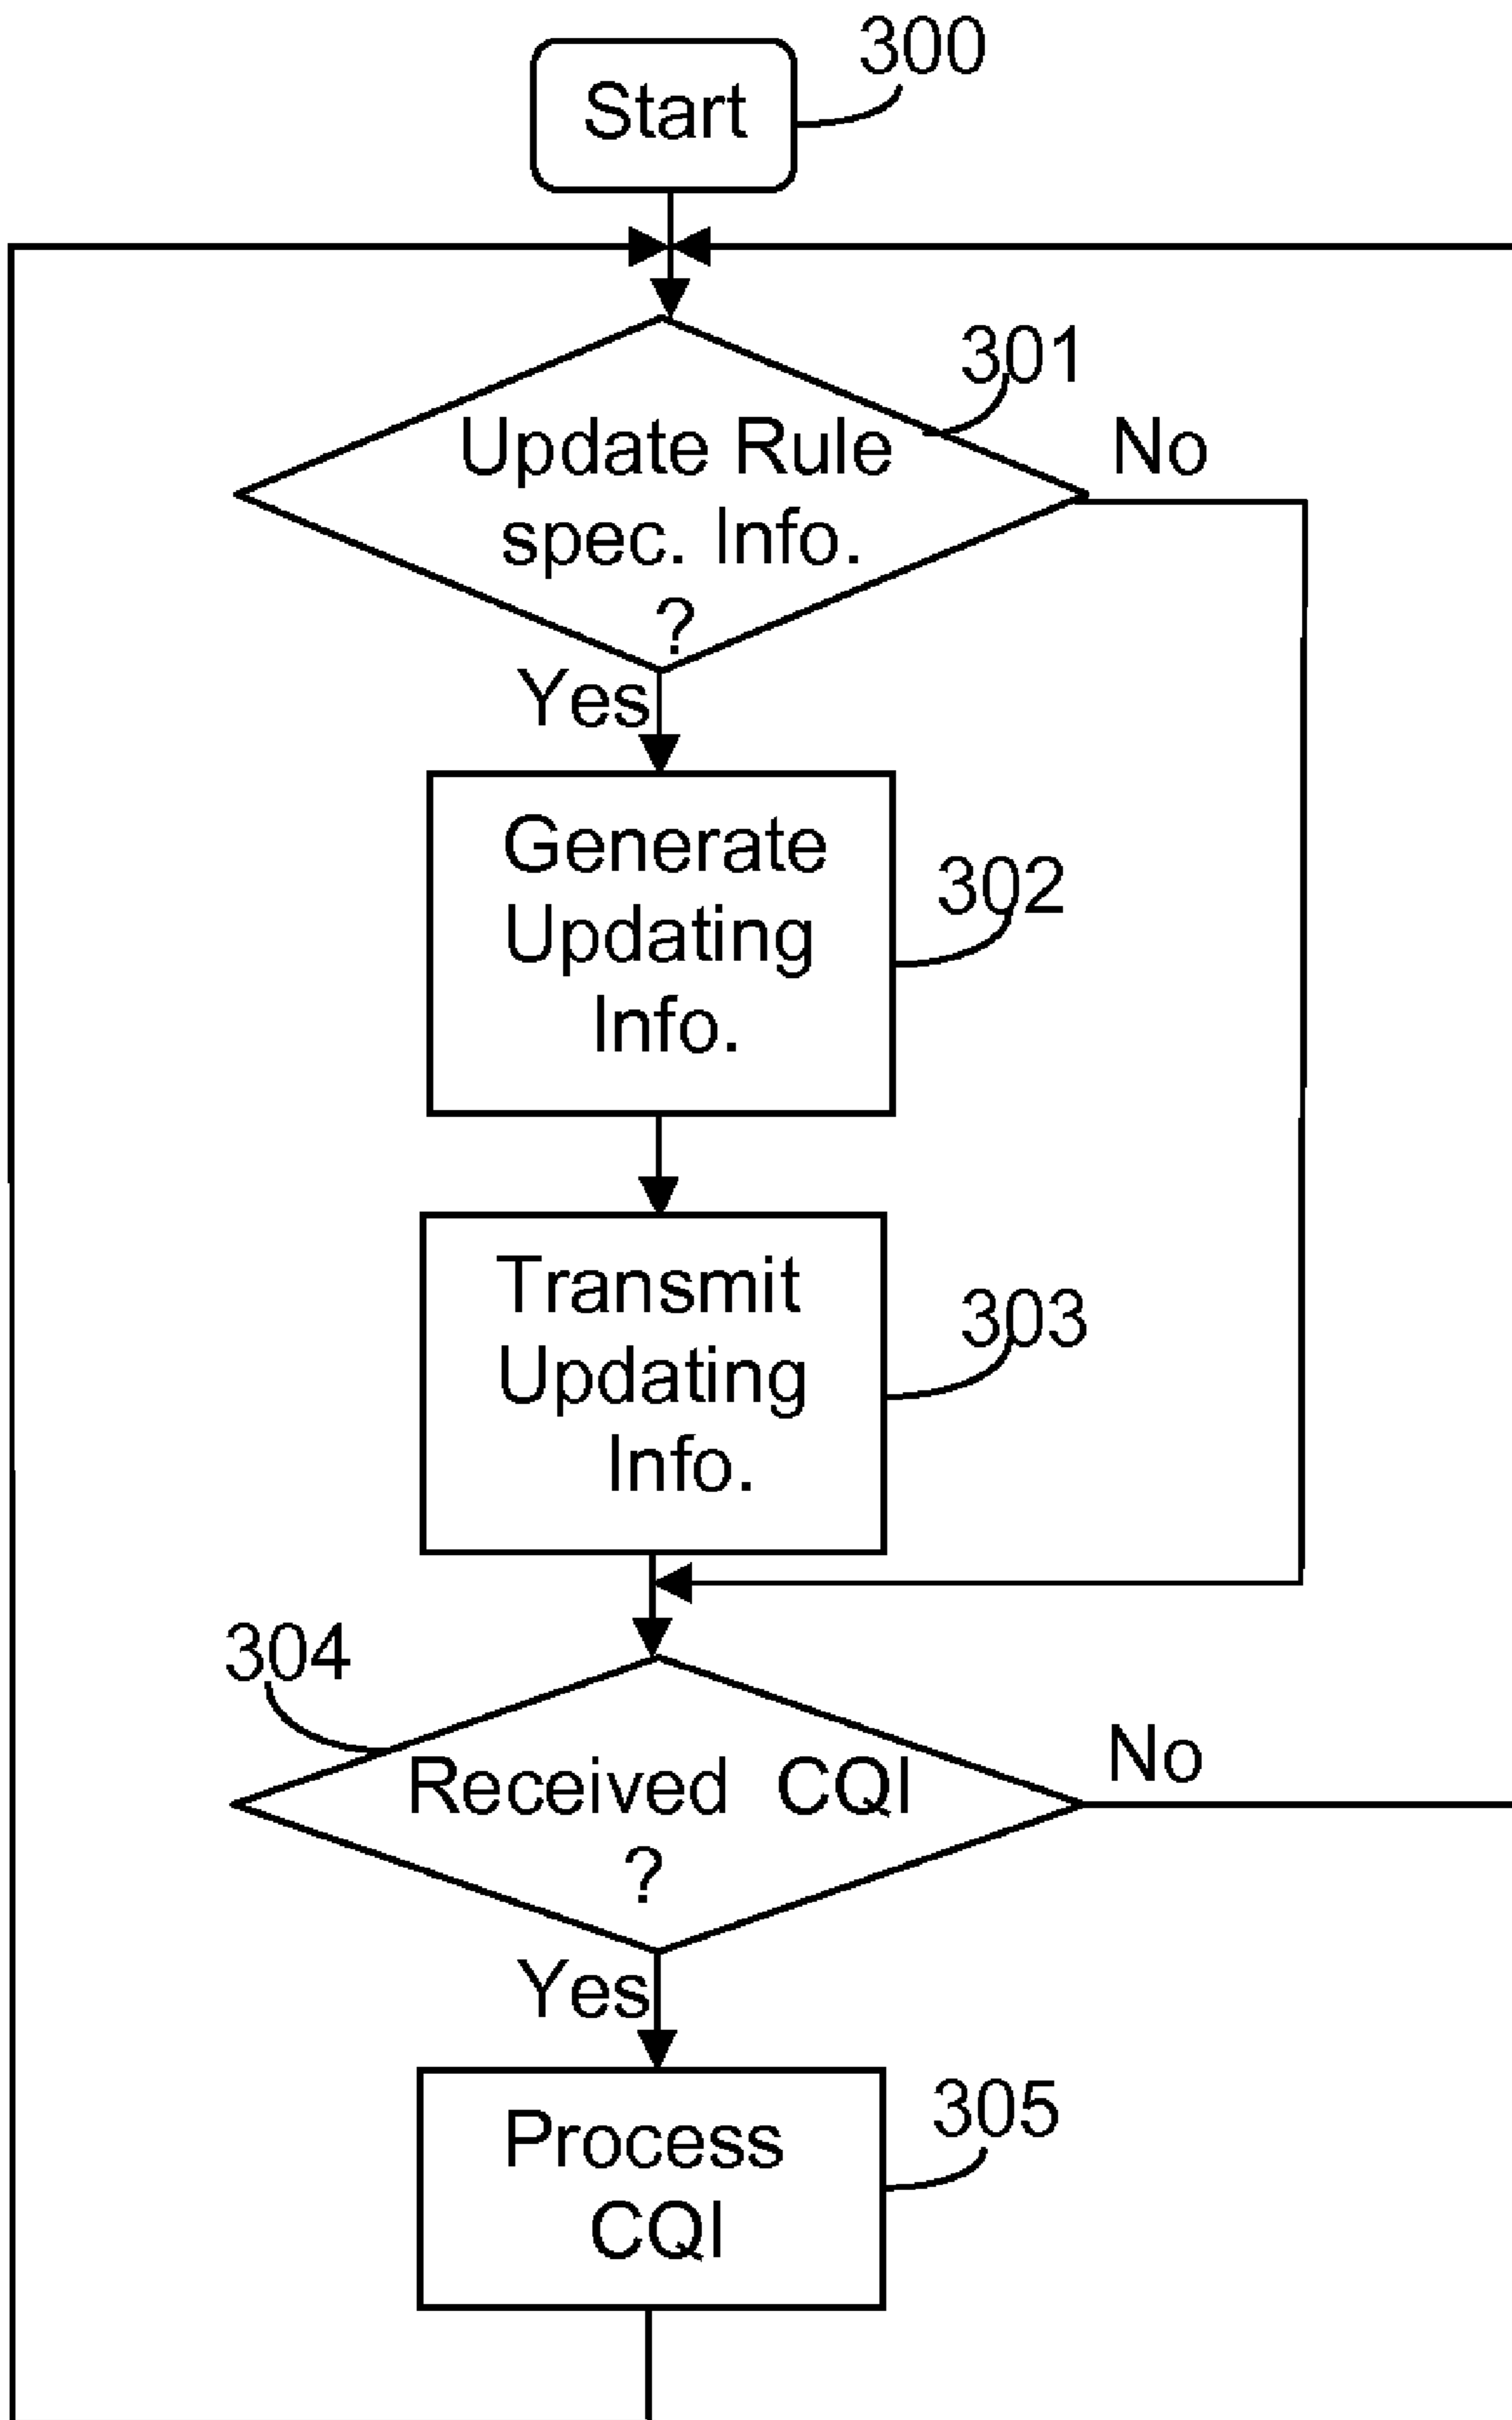 300
Start
301
Update Rule
spec. Info.
?
No
Yes
Generate
Updating
Info.
302
Transmit
Updating
Info.
303
304
Received CQI
?
No
Yes
Process
CQI
305